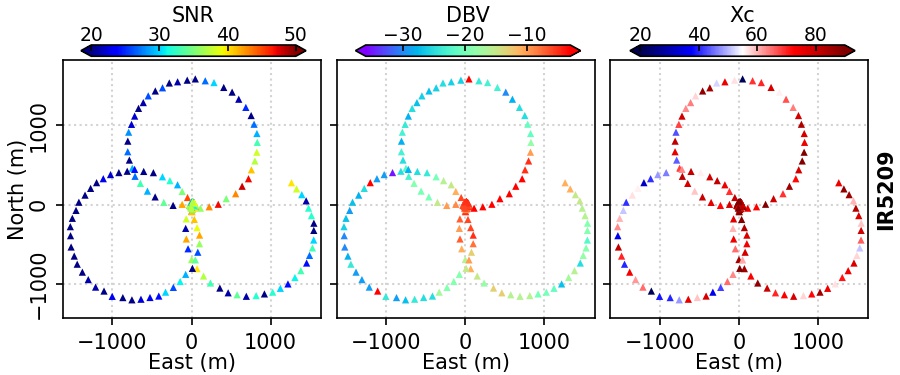 SNR DBV Xc
20 30 40 50 −30 −20 −10 20 40 60 80
North (m)
1000
0
−1000
−1000 0 1000 −1000 0 1000 −1000 0 1000
East (m) East (m) East (m)
IR5209